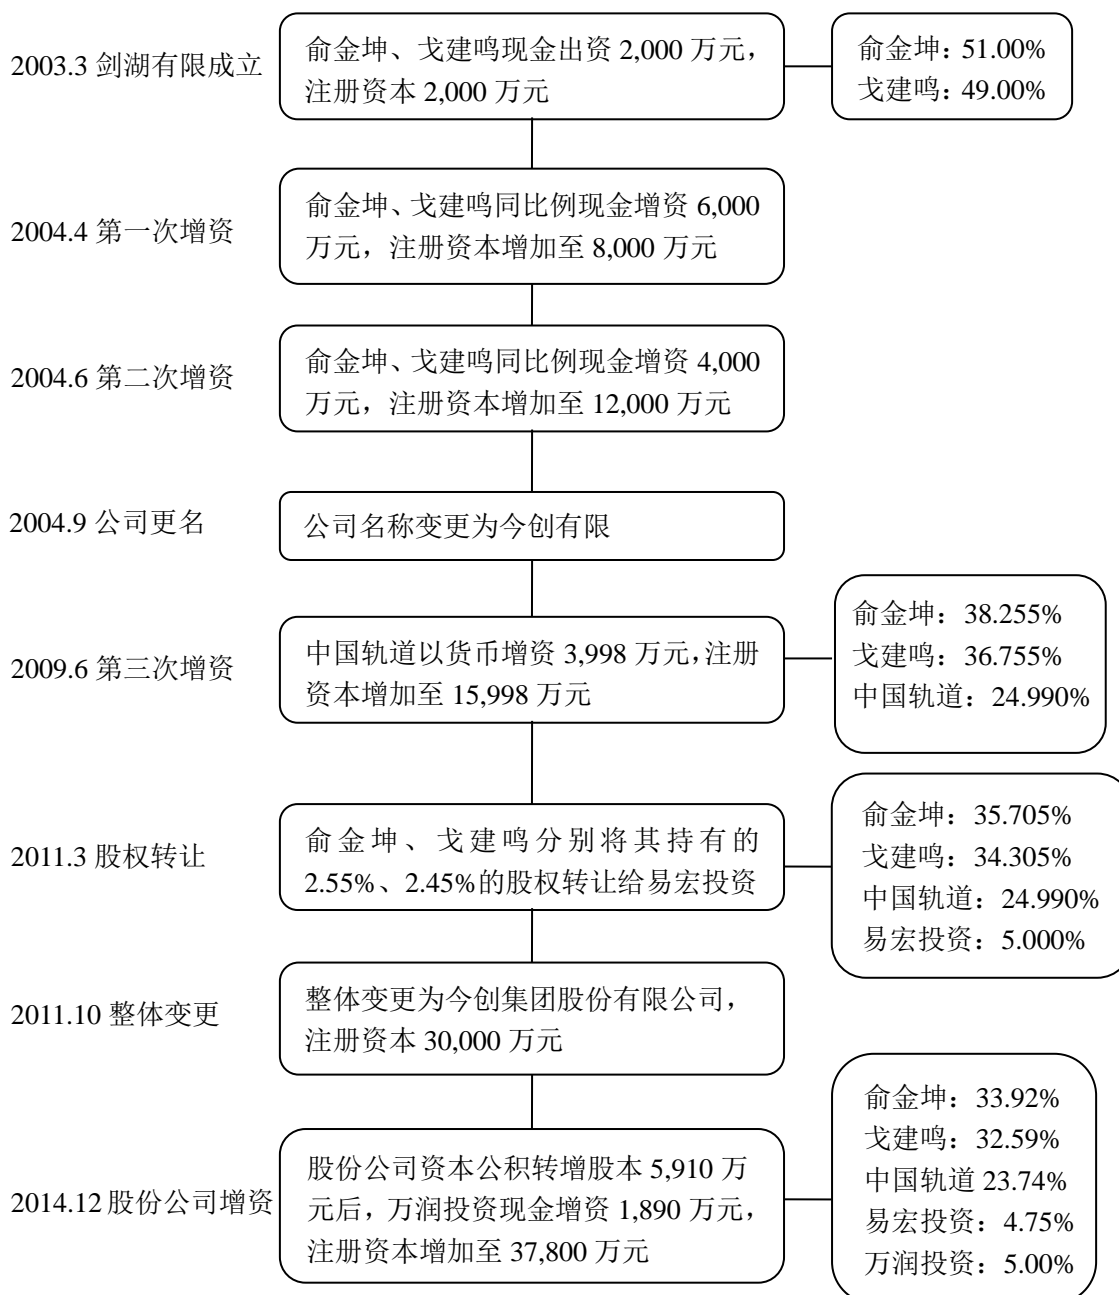 2003.3 剑湖有限成立
俞金坤、戈建鸣现金出资 2,000 万元，
注册资本 2,000 万元
俞金坤：51.00%
戈建鸣：49.00%
2004.4 第一次增资
俞金坤、戈建鸣同比例现金增资 6,000
万元，注册资本增加至 8,000 万元
2004.6 第二次增资
俞金坤、戈建鸣同比例现金增资 4,000
万元，注册资本增加至 12,000 万元
2004.9 公司更名
公司名称变更为今创有限
2009.6 第三次增资
中国轨道以货币增资 3,998 万元，注册
资本增加至 15,998 万元
俞金坤：38.255%
戈建鸣：36.755%
中国轨道：24.990%
2011.3 股权转让
俞金坤、戈建鸣分别将其持有的
2.55%、2.45%的股权转让给易宏投资
俞金坤：35.705%
戈建鸣：34.305%
中国轨道：24.990%
易宏投资：5.000%
2011.10 整体变更
整体变更为今创集团股份有限公司，
注册资本 30,000 万元
2014.12 股份公司增资
股份公司资本公积转增股本 5,910 万
元后，万润投资现金增资 1,890 万元，
注册资本增加至 37,800 万元
俞金坤：33.92%
戈建鸣：32.59%
中国轨道 23.74%
易宏投资：4.75%
万润投资：5.00%